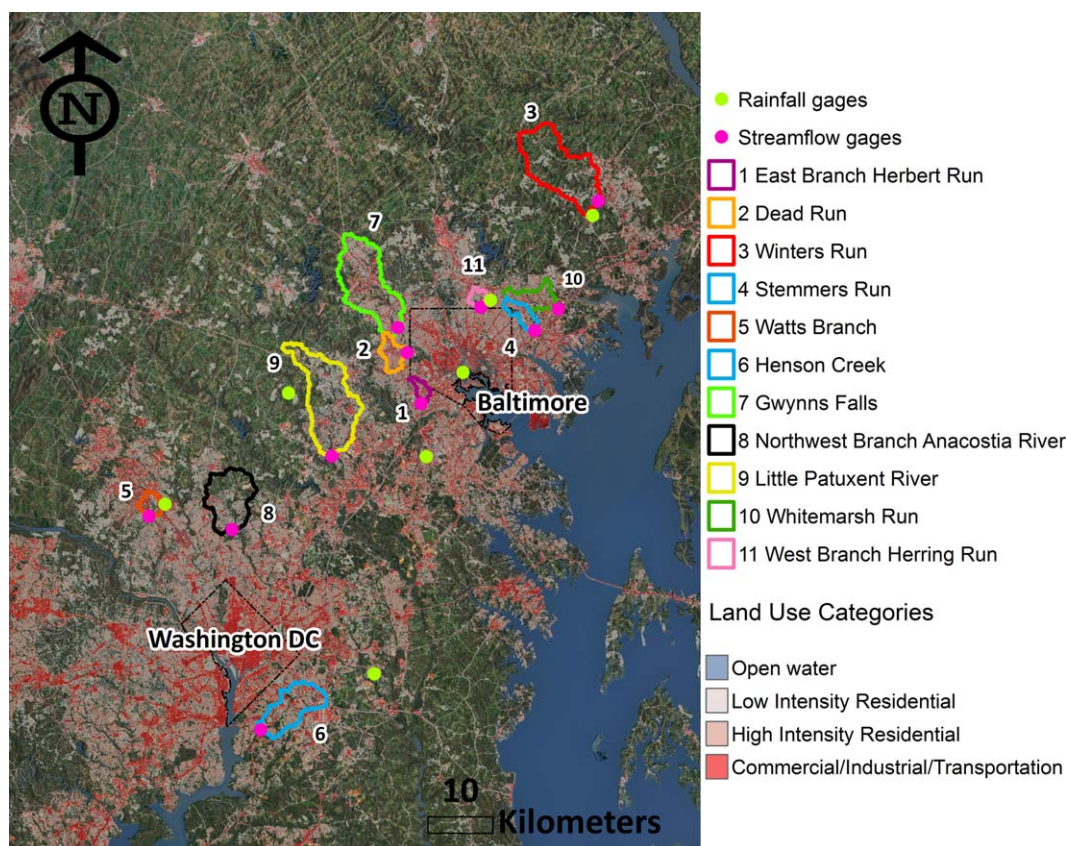 N
3
7
11
10
2
4
9
1
Baltimore
5
8
Washington DC
6
10
Kilometers
Rainfall gages
Streamflow gages
1 East Branch Herbert Run
2 Dead Run
3 Winters Run
4 Stemmers Run
5 Watts Branch
6 Henson Creek
7 Gwynns Falls
8 Northwest Branch Anacostia River
9 Little Patuxent River
10 Whitemarsh Run
11 West Branch Herring Run
Land Use Categories
Open water
Low Intensity Residential
High Intensity Residential
Commercial/Industrial/Transportation